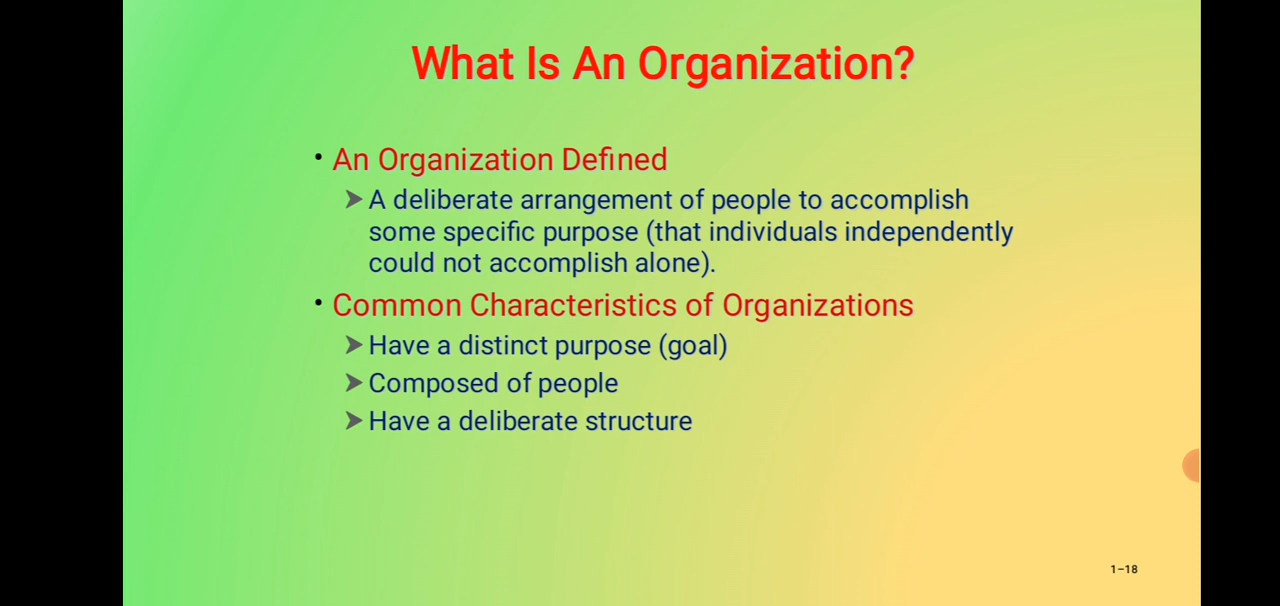 What Is An Organization?
• An Organization Defined
➤ A deliberate arrangement of people to accomplish
some specific purpose (that individuals independently
could not accomplish alone).
• Common Characteristics of Organizations
➤ Have a distinct purpose (goal)
➤ Composed of people
➤ Have a deliberate structure
1–18